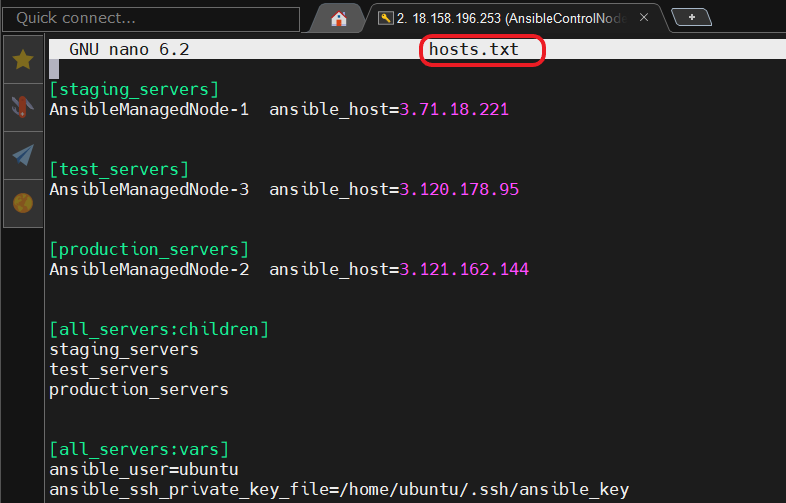 Quick connect...
2. 18.158.196.253 (AnsibleControlNode
GNU nano 6.2 hosts.txt
[staging_servers]
AnsibleManagedNode-1 ansible_host=3.71.18.221
[test_servers]
AnsibleManagedNode-3 ansible_host=3.120.178.95
[production_servers]
AnsibleManagedNode-2 ansible_host=3.121.162.144
[all_servers:children]
staging_servers
test_servers
production_servers
[all_servers:vars]
ansible_user=ubuntu
ansible_ssh_private_key_file=/home/ubuntu/.ssh/ansible_key